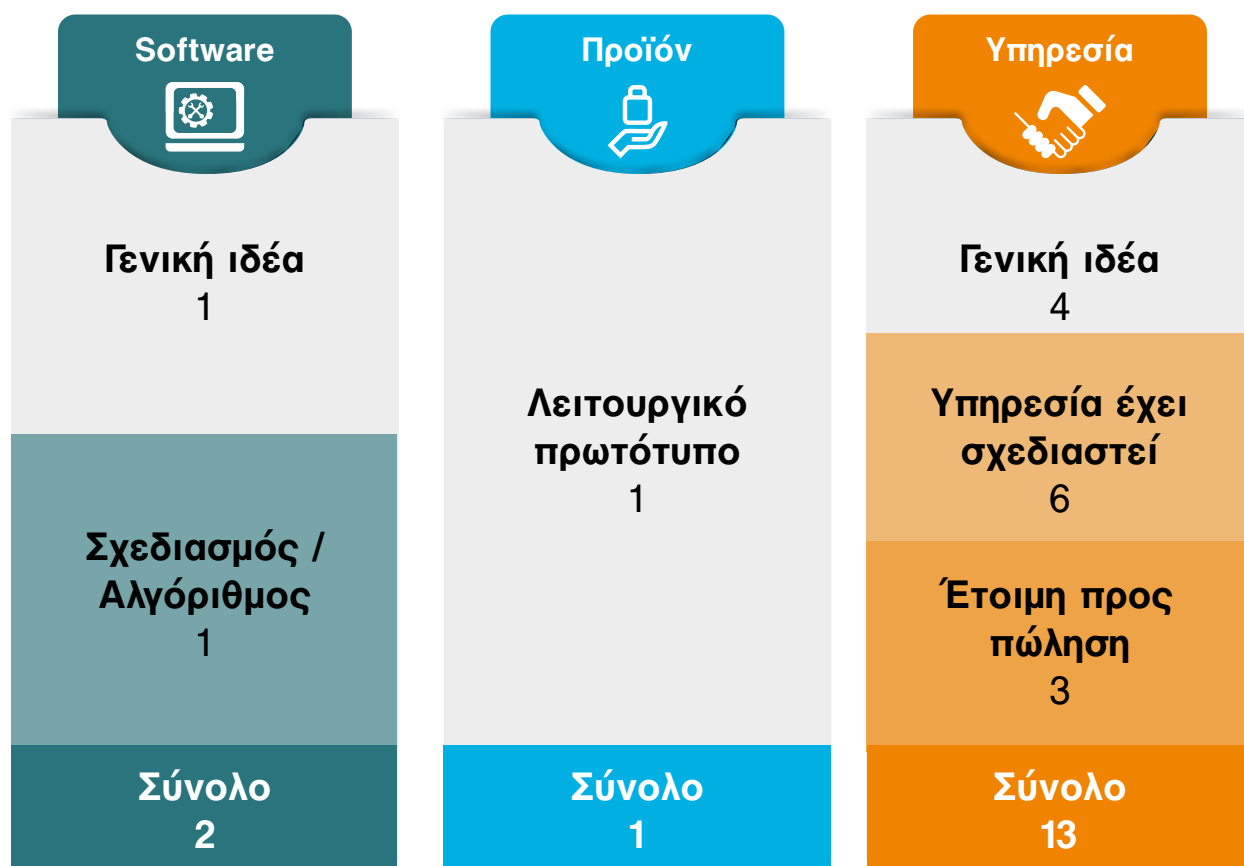 Software
Γενική ιδέα
1
Σχεδιασμός /
Αλγόριθμος
1
Σύνολο
2
Προϊόν
Λειτουργικό
πρωτότυπο
1
Σύνολο
1
Υπηρεσία
Γενική ιδέα
4
Υπηρεσία έχει
σχεδιαστεί
6
Έτοιμη προς
πώληση
3
Σύνολο
13